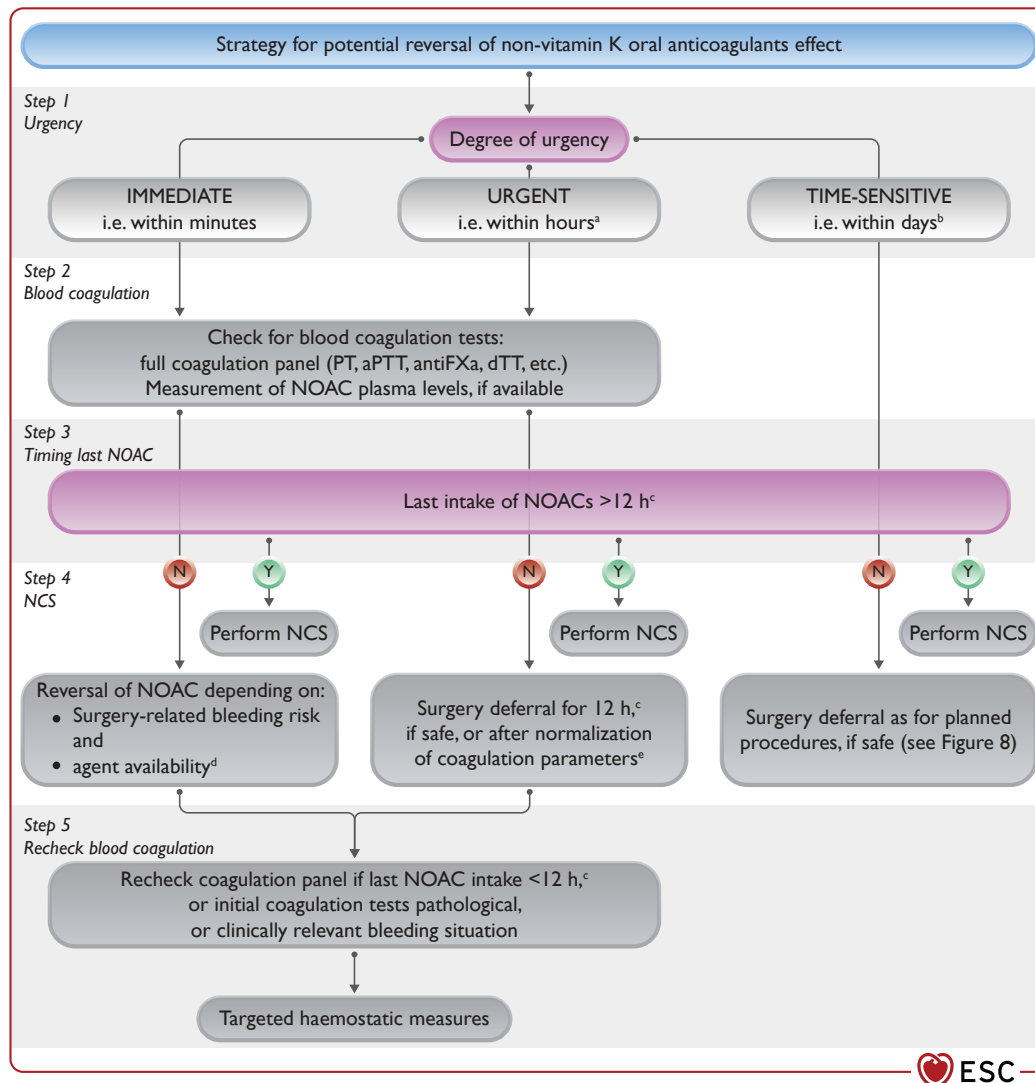 Strategy for potential reversal of non-vitamin K oral anticoagulants effect
Step 1
Urgency
Degree of urgency
IMMEDIATE
i.e. within minutes
URGENT
i.e. within hoursᵃ
TIME-SENSITIVE
i.e. within daysᵇ
Step 2
Blood coagulation
Check for blood coagulation tests:
full coagulation panel (PT, aPTT, antiFXa, dTT, etc.)
Measurement of NOAC plasma levels, if available
Step 3
Timing last NOAC
Last intake of NOACs >12 hᶜ
N
Y
N
Y
N
Y
Step 4
NCS
Perform NCS
Perform NCS
Perform NCS
Reversal of NOAC depending on:
• Surgery-related bleeding risk
and
• agent availabilityᵈ
Surgery deferral for 12 h,ᶜ
if safe, or after normalization
of coagulation parametersᵉ
Surgery deferral as for planned
procedures, if safe (see Figure 8)
Step 5
Recheck blood coagulation
Recheck coagulation panel if last NOAC intake <12 h,ᶜ
or initial coagulation tests pathological,
or clinically relevant bleeding situation
Targeted haemostatic measures
ESC